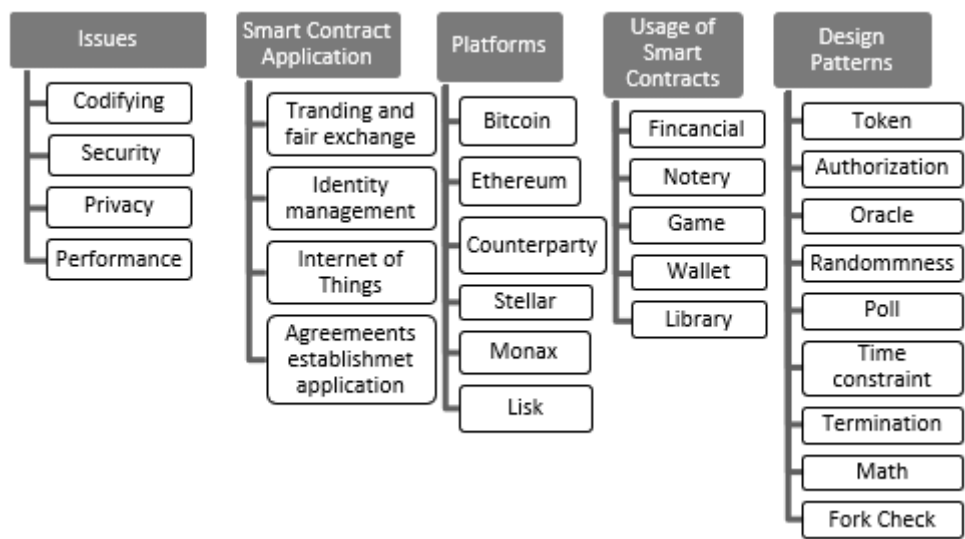 Issues
Codifying
Security
Privacy
Performance
Smart Contract
Application
Tranding and
fair exchange
Identity
management
Internet of
Things
Agreemeents
establishmet
application
Platforms
Bitcoin
Ethereum
Counterparty
Stellar
Monax
Lisk
Usage of
Smart
Contracts
Fincancial
Notery
Game
Wallet
Library
Design
Patterns
Token
Authorization
Oracle
Randommness
Poll
Time
constraint
Termination
Math
Fork Check